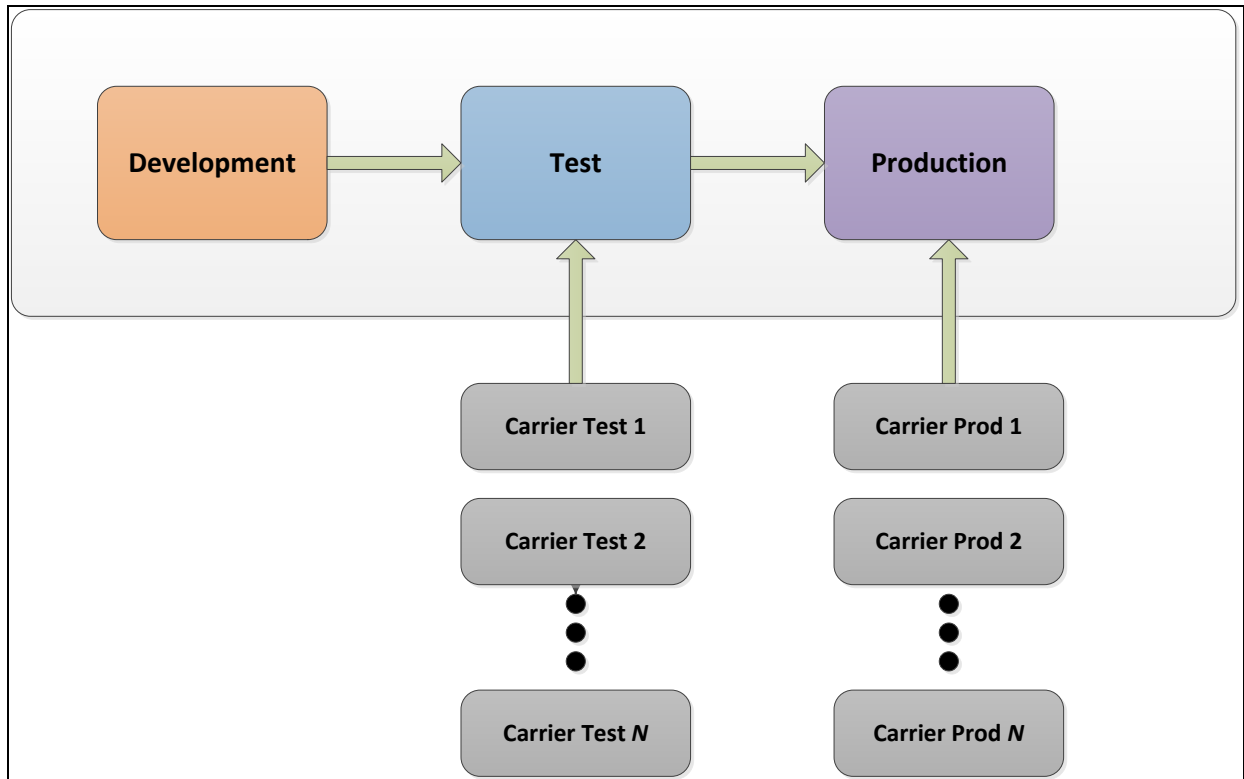 Development
Test
Production
Carrier Test 1
Carrier Prod 1
Carrier Test 2
Carrier Prod 2
Carrier Test N
Carrier Prod N